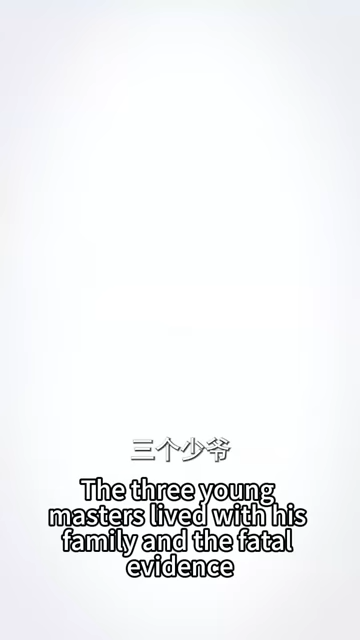 三个少爷
The three young
masters lived with his
family and the fatal
evidence